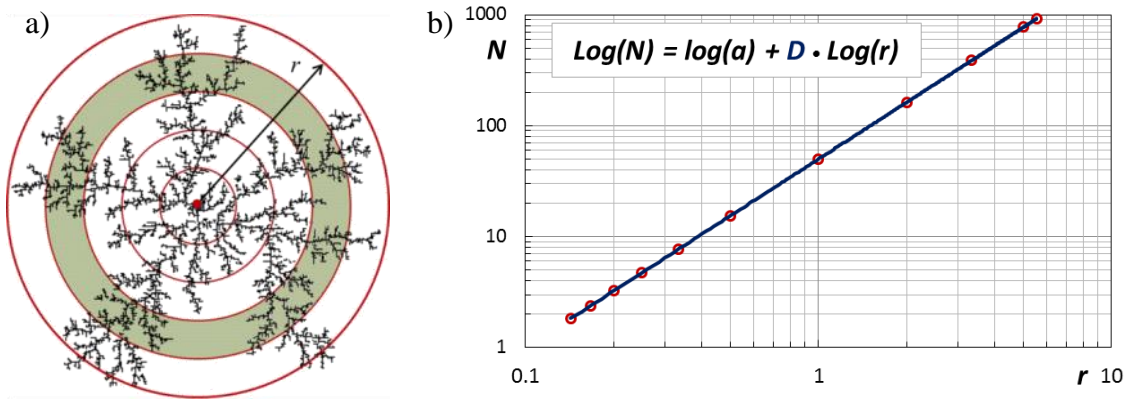 a)
r
b)
1000
N
Log(N) = log(a) + D · Log(r)
100
10
1
0.1
1
r
10